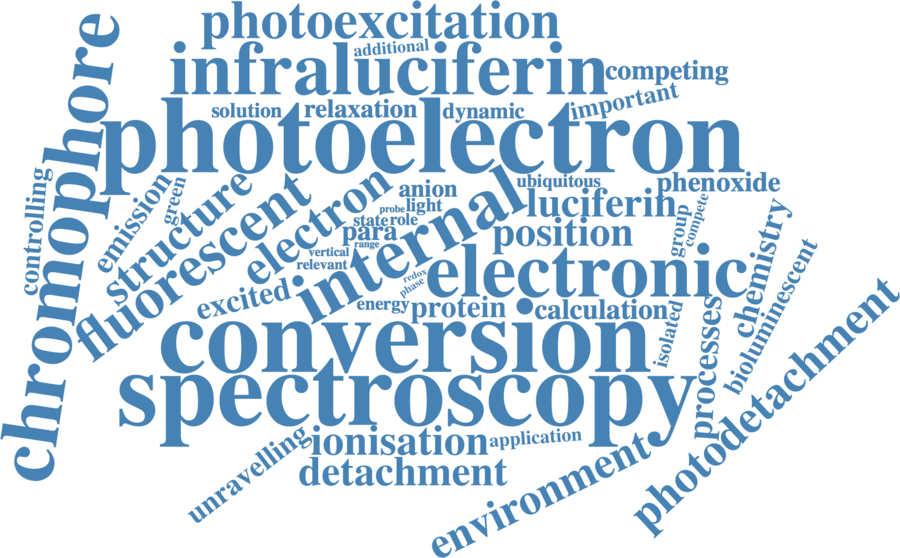 photoexcitation
additional
infraluciferin
competing
solution
relaxation
dynamic
important
photoelectron
chromophore
controlling
emission
green
structure
fluorescent
electron
internal
anion
ubiquitous
phenoxide
probe
light
luciferin
state
role
para
range
position
group
compete
chemistry
vertical
relevant
electronic
redox
phase
bioluminescent
excited
energy
protein
calculation
isolated
processes
photodetachment
conversion
spectroscopy
unravelling
ionisation
application
detachment
environment